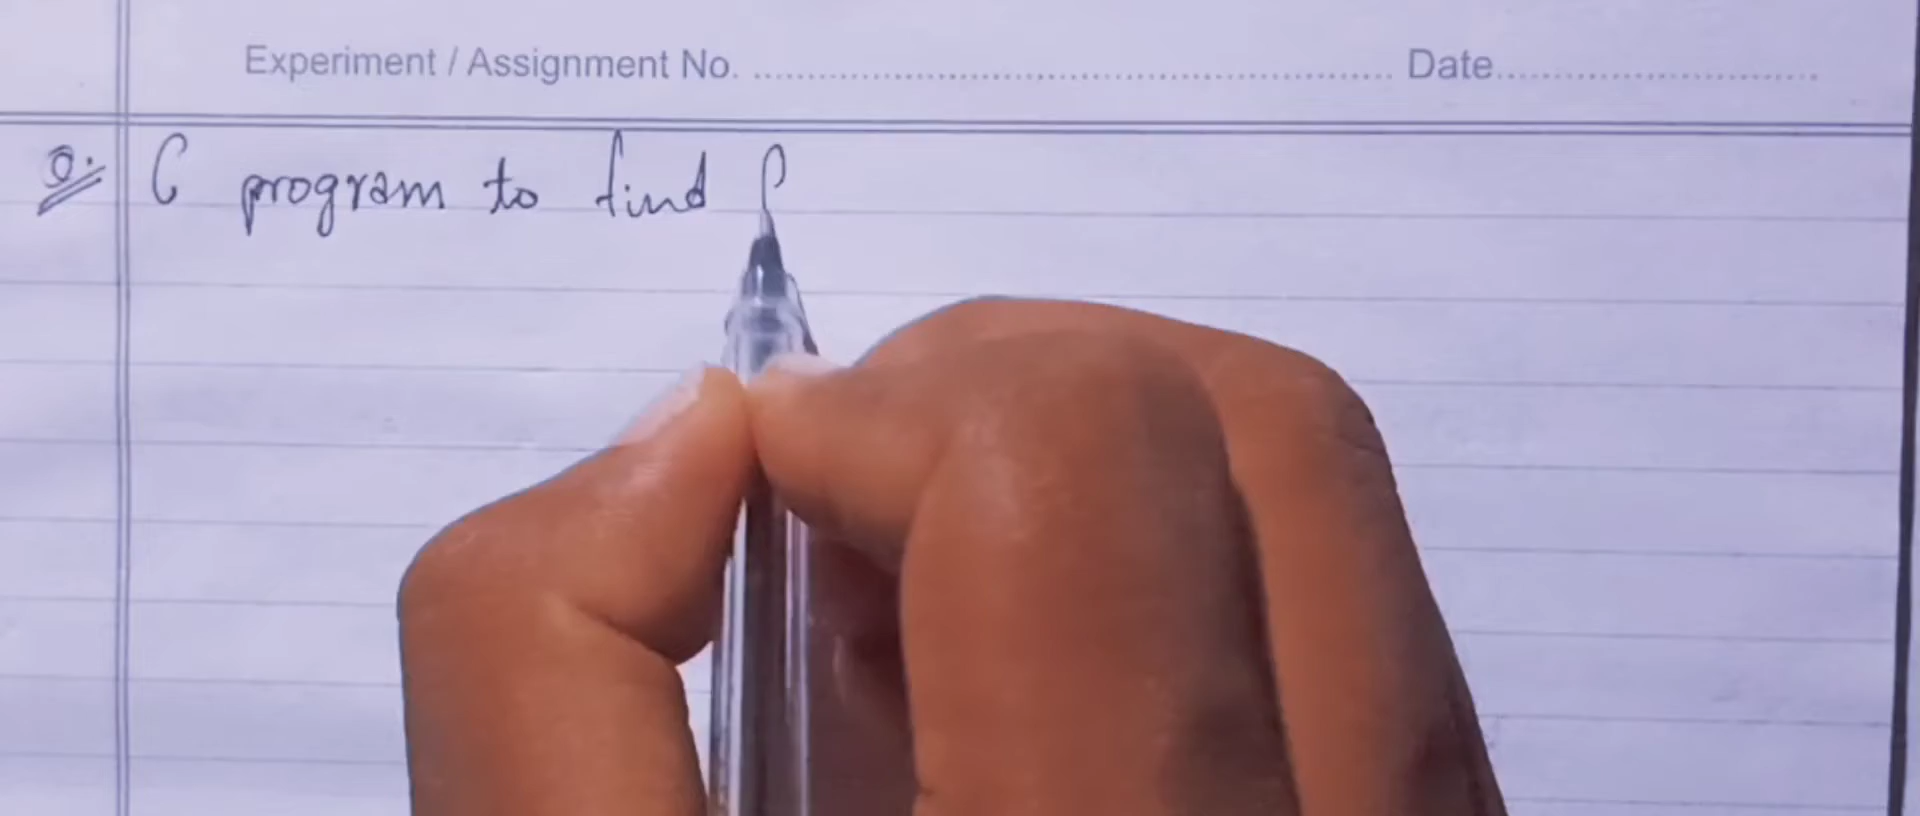 Experiment / Assignment No. ............ Date............
Q. C program to find